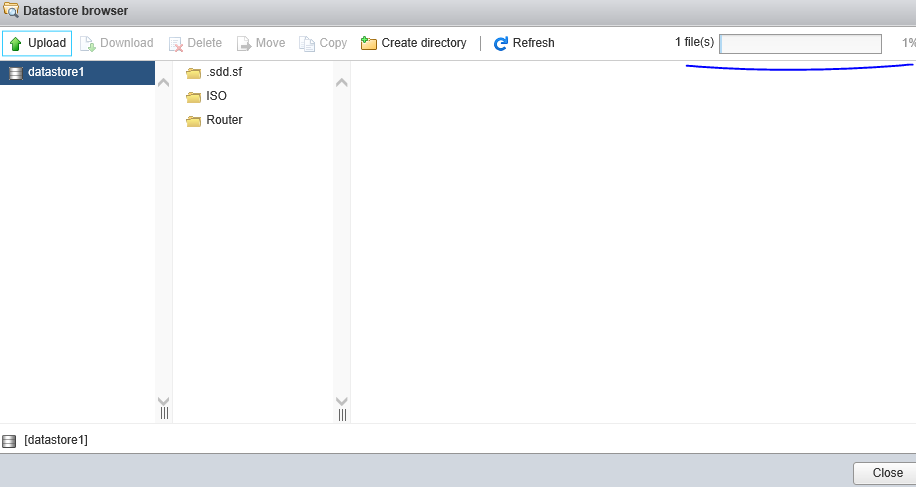 Datastore browser
Upload Download Delete Move Copy Create directory Refresh 1 file(s) 1%
datastore1
.sdd.sf
ISO
Router
[datastore1]
Close